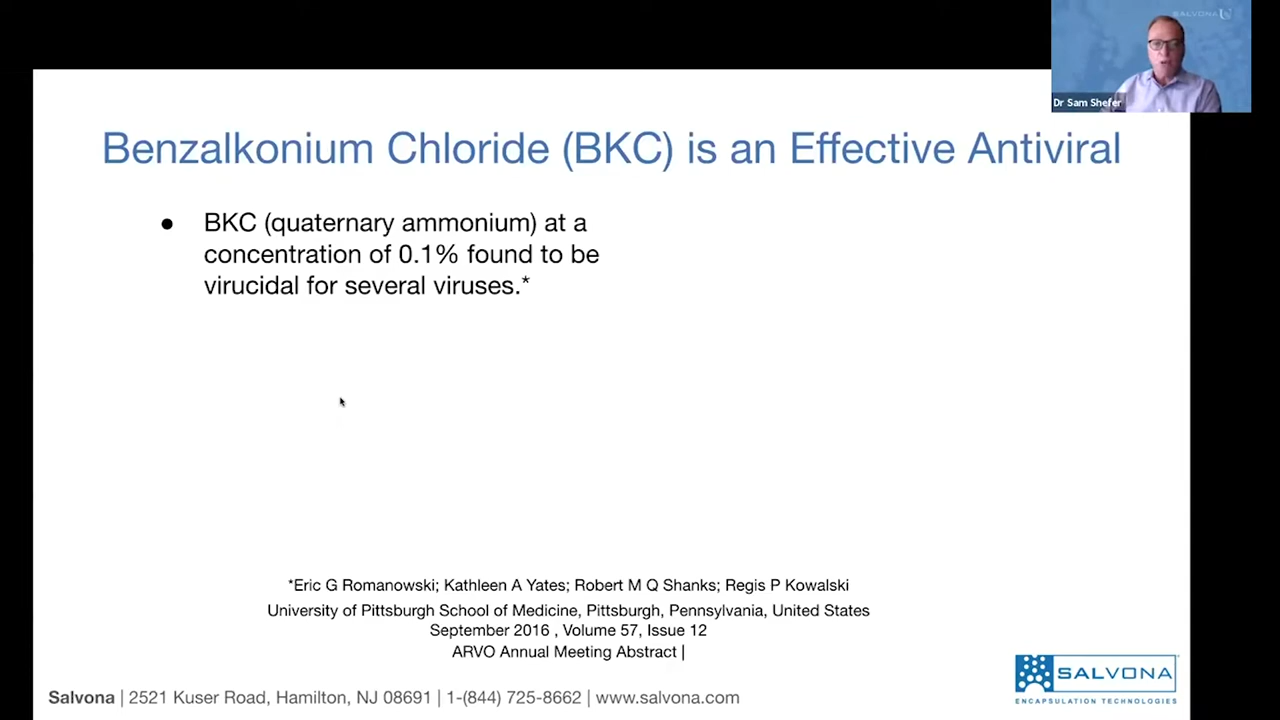 SALVONA
Dr Sam Shefer
Benzalkonium Chloride (BKC) is an Effective Antiviral
● BKC (quaternary ammonium) at a
concentration of 0.1% found to be
virucidal for several viruses.*
*Eric G Romanowski; Kathleen A Yates; Robert M Q Shanks; Regis P Kowalski
University of Pittsburgh School of Medicine, Pittsburgh, Pennsylvania, United States
September 2016 , Volume 57, Issue 12
ARVO Annual Meeting Abstract |
Salvona | 2521 Kuser Road, Hamilton, NJ 08691 | 1-(844) 725-8662 | www.salvona.com
SALVONA
ENCAPSULATION TECHNOLOGIES